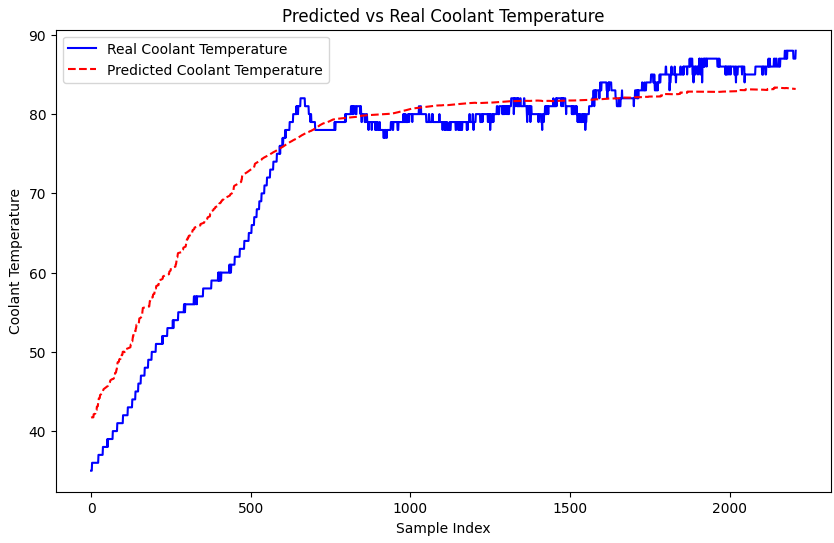 Predicted vs Real Coolant Temperature
Real Coolant Temperature
Predicted Coolant Temperature
Coolant Temperature
90
80
70
60
50
40
0 500 1000 1500 2000
Sample Index